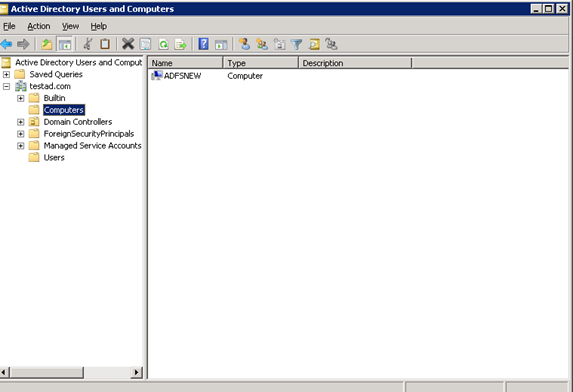 Active Directory Users and Computers
File Action View Help
Active Directory Users and Comput
Saved Queries
testad.com
Builtin
Computers
Domain Controllers
ForeignSecurityPrincipals
Managed Service Accounts
Users
Name Type Description
ADFSNEW Computer